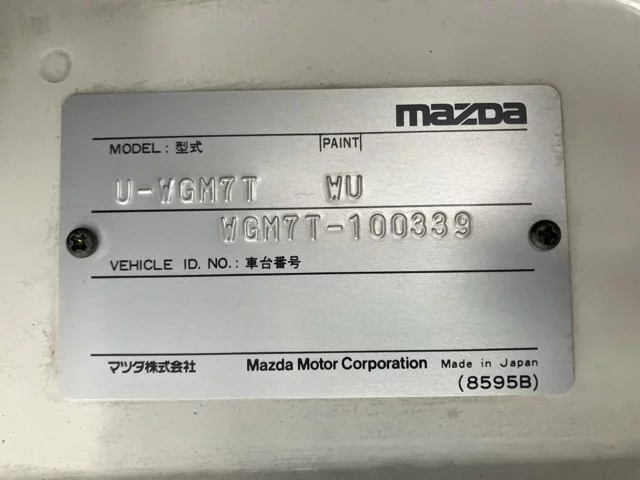 mazda
MODEL : 型式 PAINT
U-WGM7T WU
WGM7T-100339
VEHICLE ID. NO. : 車台番号
マツダ株式会社 Mazda Motor Corporation Made in Japan
(8595B)